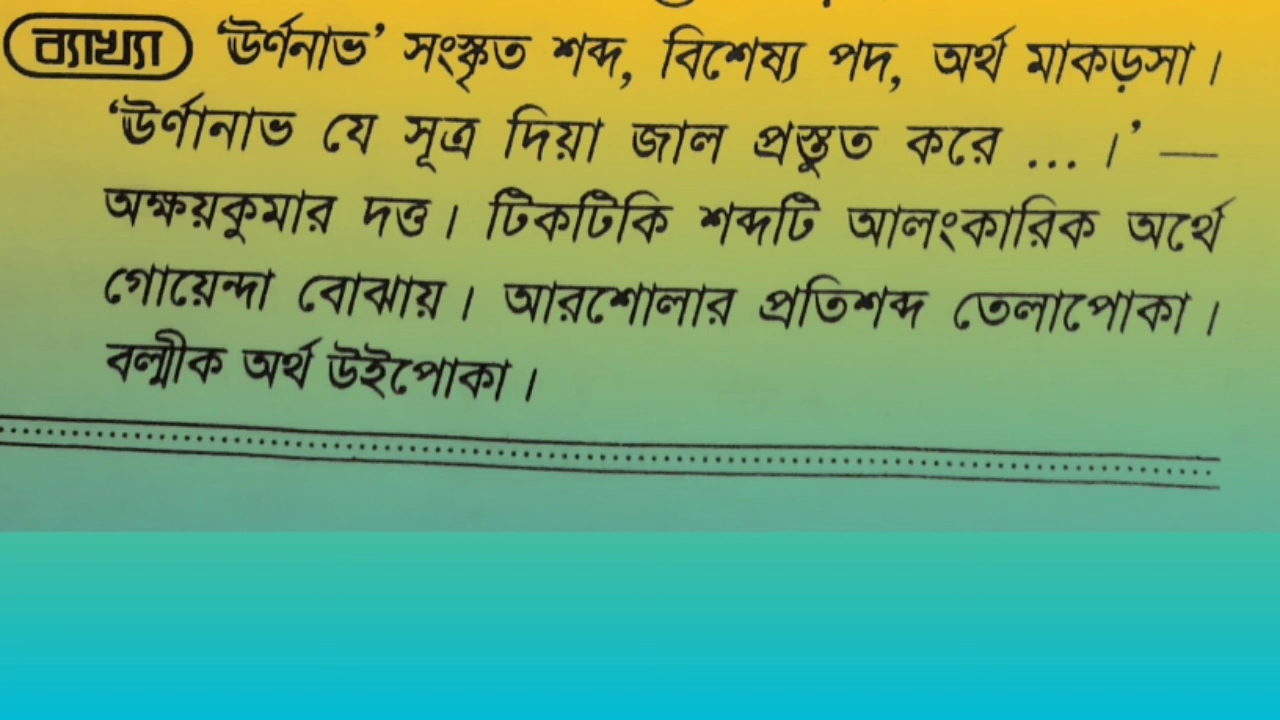 ব্যাখ্যা ‘ঊর্ণনাভ’ সংস্কৃত শব্দ, বিশেষ্য পদ, অর্থ মাকড়সা।
‘ঊর্ণানাভ যে সূত্র দিয়া জাল প্রস্তুত করে ... ।’ —
অক্ষয়কুমার দত্ত। টিকটিকি শব্দটি আলংকারিক অর্থে
গোয়েন্দা বোঝায়। আরশোলার প্রতিশব্দ তেলাপোকা।
বল্মীক অর্থ উইপোকা।